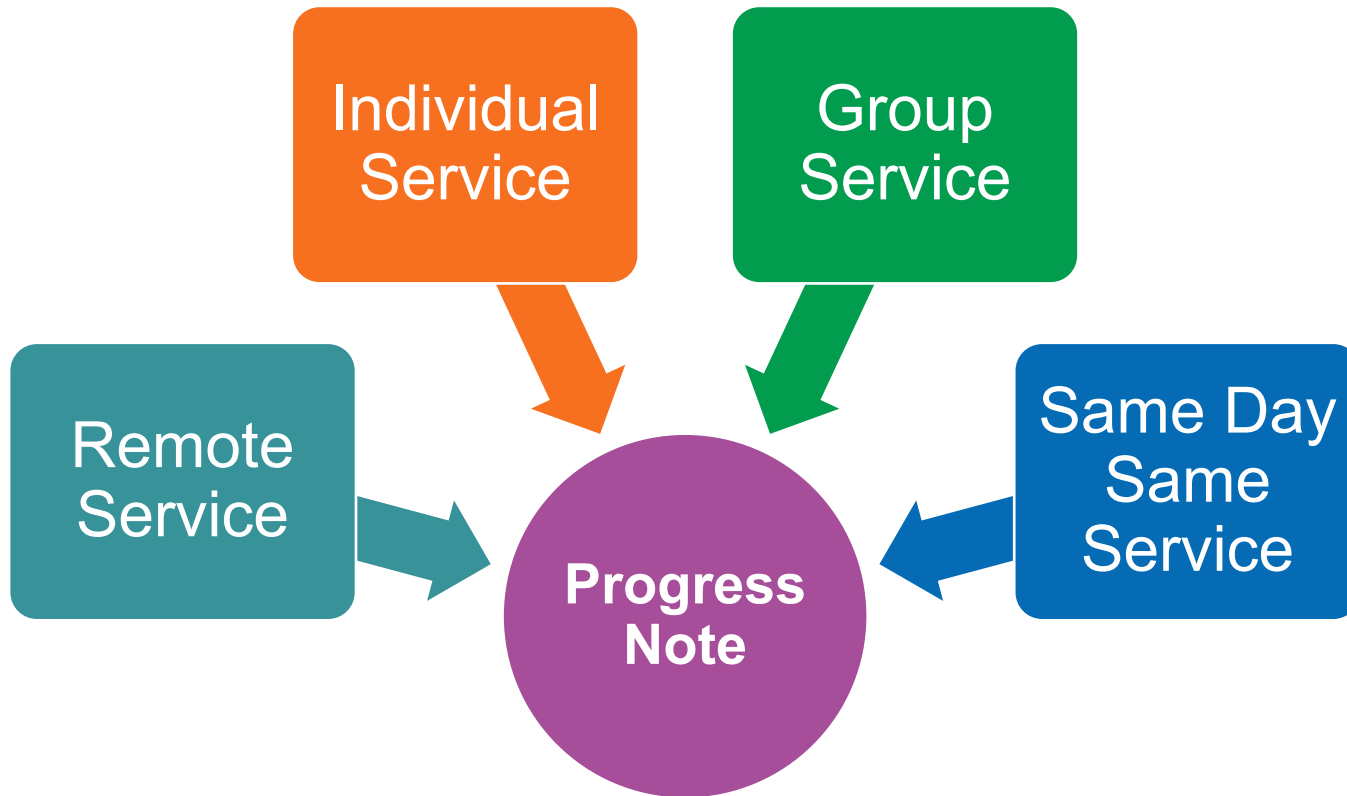 Individual
Service
Group
Service
Remote
Service
Same Day
Same
Service
Progress
Note